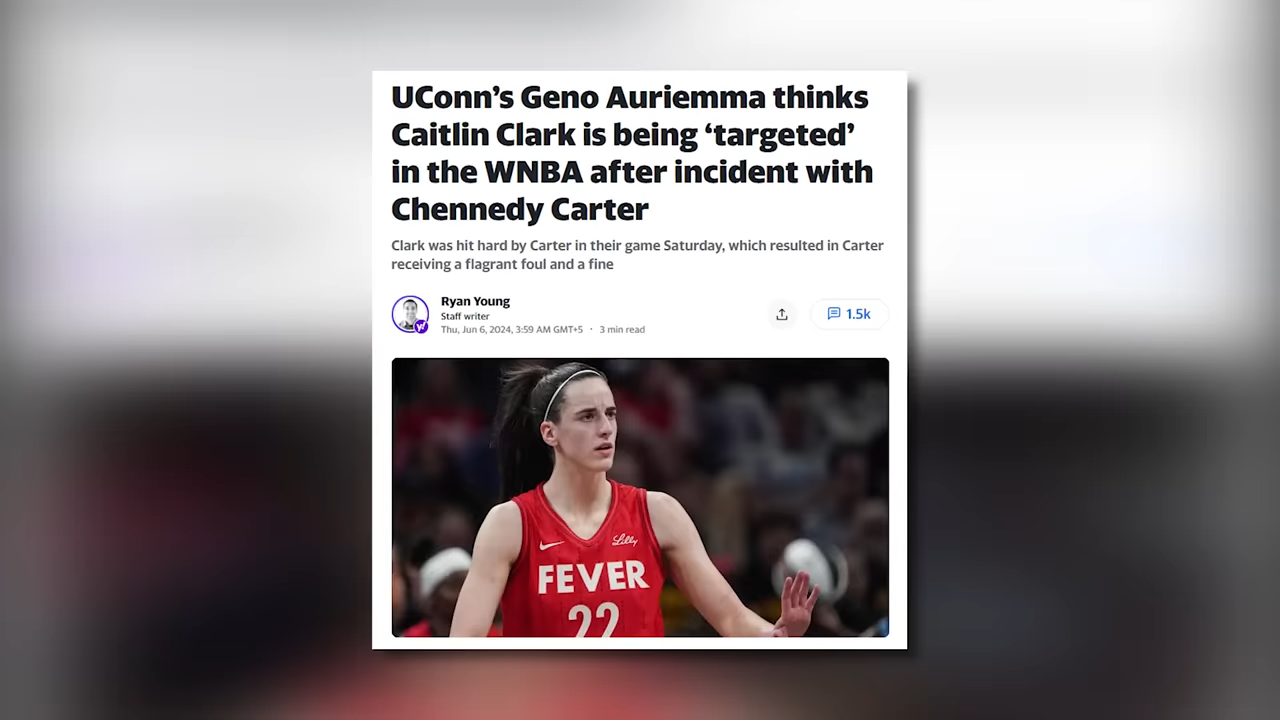 UConn's Geno Auriemma thinks
Caitlin Clark is being ‘targeted’
in the WNBA after incident with
Chennedy Carter
Clark was hit hard by Carter in their game Saturday, which resulted in Carter
receiving a flagrant foul and a fine
Ryan Young
Staff writer
Thu, Jun 6, 2024, 3:59 AM GMT+5 · 3 min read
1.5k
Lilly
FEVER
22